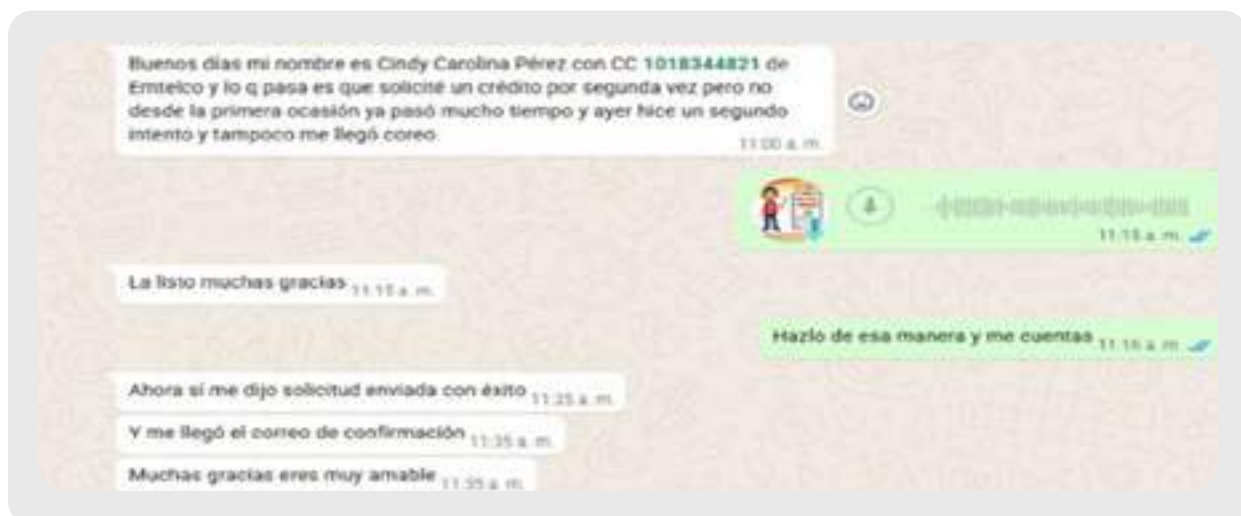 Buenos días mi nombre es Cindy Carolina Pérez con CC 1018344821 de
Emtelco y lo q pasa es que solicité un crédito por segunda vez pero no
desde la primera ocasión ya pasó mucho tiempo y ayer hice un segundo
intento y tampoco me llegó coreo
11:00 a. m.
11:15 a. m.
La listo muchas gracias 11:15 a. m.
Hazlo de esa manera y me cuentas 11:16 a. m.
Ahora sí me dijo solicitud enviada con éxito 11:35 a. m.
Y me llegó el correo de confirmación 11:35 a. m.
Muchas gracias eres muy amable 11:35 a. m.